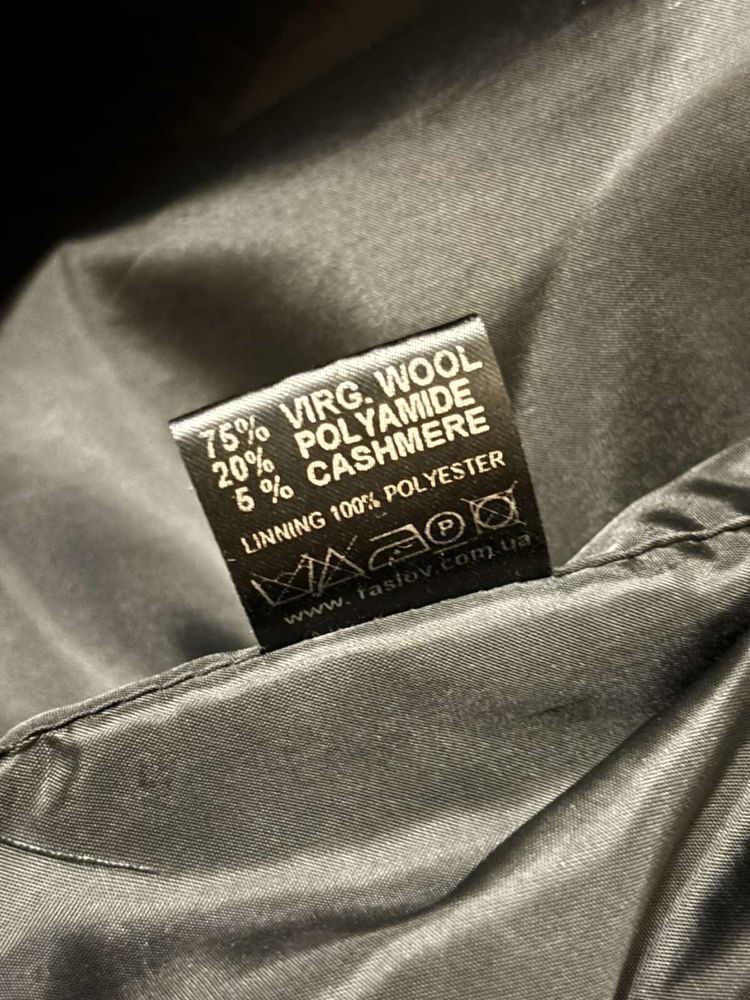 75% VIRG. WOOL
20% POLYAMIDE
5% CASHMERE
LINNING 100% POLYESTER
P
www.faslov.com.ua